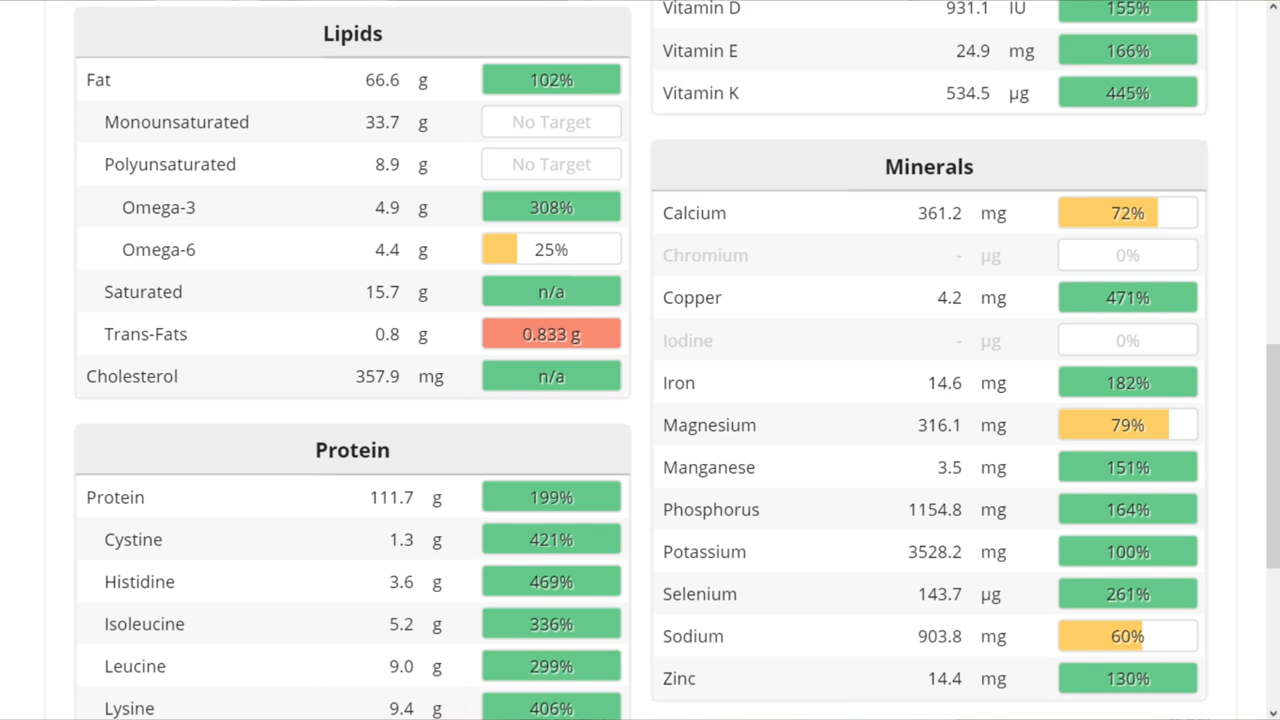 Lipids
Fat 66.6 g 102%
Monounsaturated 33.7 g No Target
Polyunsaturated 8.9 g No Target
Omega-3 4.9 g 308%
Omega-6 4.4 g 25%
Saturated 15.7 g n/a
Trans-Fats 0.8 g 0.833 g
Cholesterol 357.9 mg n/a
Protein
Protein 111.7 g 199%
Cystine 1.3 g 421%
Histidine 3.6 g 469%
Isoleucine 5.2 g 336%
Leucine 9.0 g 299%
Lysine 9.4 g 406%
Vitamin D 931.1 IU 155%
Vitamin E 24.9 mg 166%
Vitamin K 534.5 µg 445%
Minerals
Calcium 361.2 mg 72%
Chromium - µg 0%
Copper 4.2 mg 471%
Iodine - µg 0%
Iron 14.6 mg 182%
Magnesium 316.1 mg 79%
Manganese 3.5 mg 151%
Phosphorus 1154.8 mg 164%
Potassium 3528.2 mg 100%
Selenium 143.7 µg 261%
Sodium 903.8 mg 60%
Zinc 14.4 mg 130%